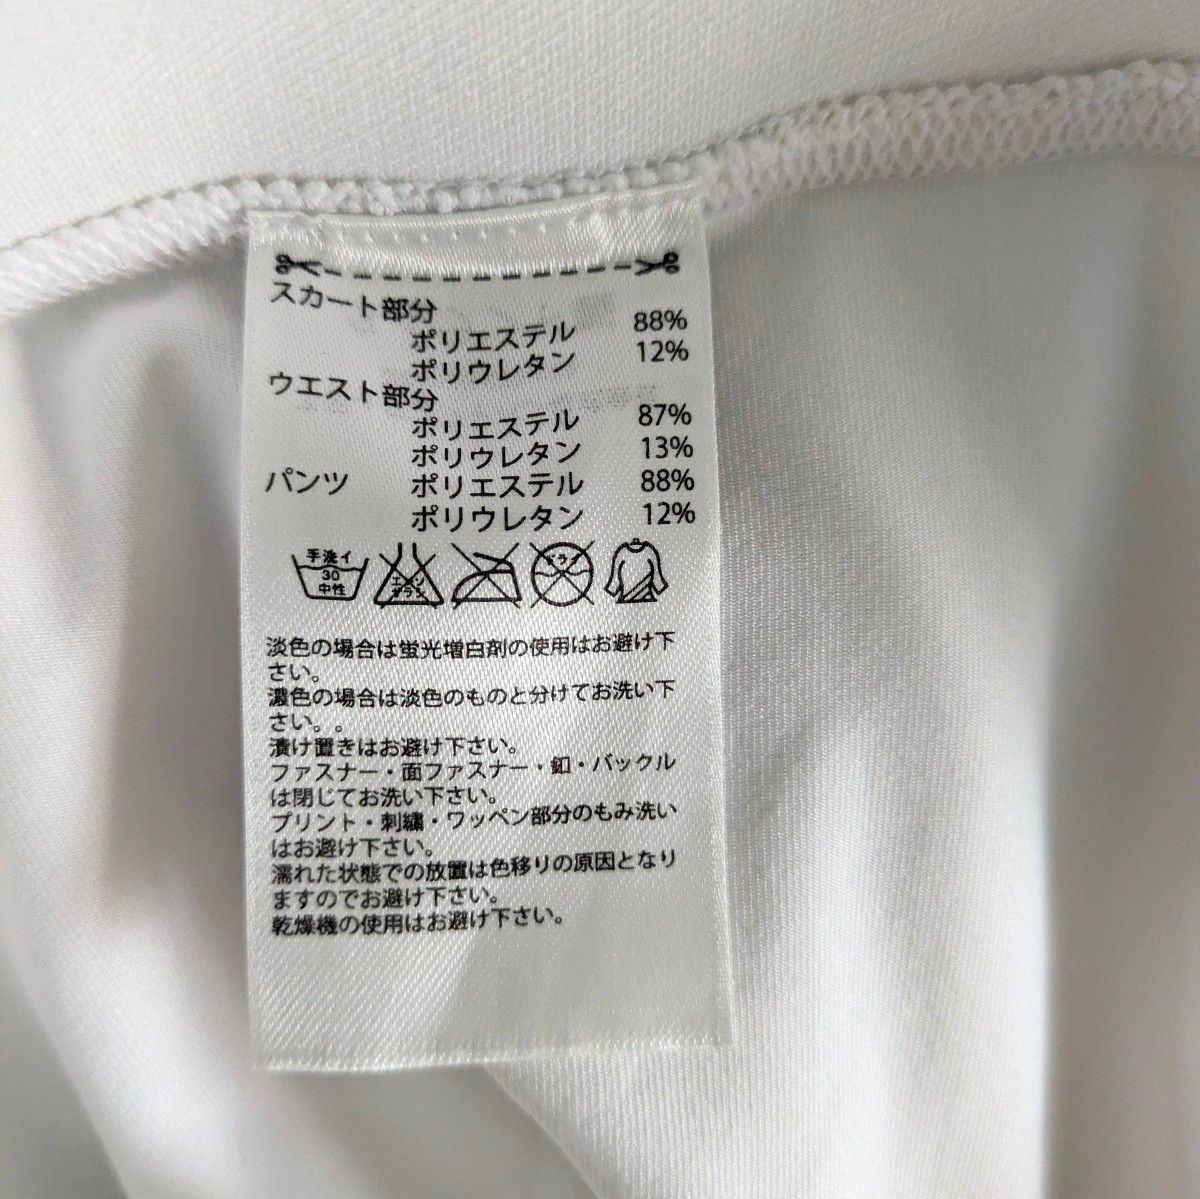 スカート部分
ポリエステル 88%
ポリウレタン 12%
ウエスト部分
ポリエステル 87%
ポリウレタン 13%
パンツ ポリエステル 88%
ポリウレタン 12%
手洗イ
30
中性
エンソ
サラシ
ドライ
淡色の場合は蛍光増白剤の使用はお避け下
さい。
濃色の場合は淡色のものと分けてお洗い下
さい。。
漬け置きはお避け下さい。
ファスナー・面ファスナー・釦・バックル
は閉じてお洗い下さい。
プリント・刺繍・ワッペン部分のもみ洗い
はお避け下さい。
濡れた状態での放置は色移りの原因となり
ますのでお避け下さい。
乾燥機の使用はお避け下さい。